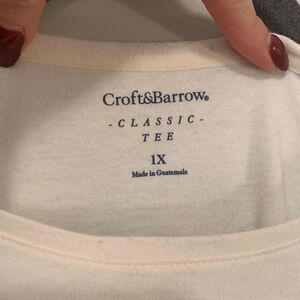 Croft&Barrow®
- CLASSIC -
TEE
1X
Made in Guatemala